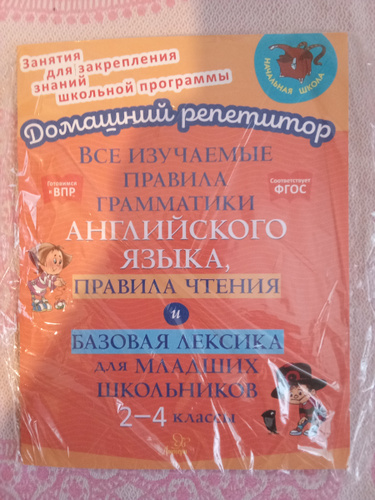 Занятия
для закрепления
знаний
школьной программы
НАЧАЛЬНАЯ ШКОЛА
Домашний репетитор
ВСЕ ИЗУЧАЕМЫЕ
ПРАВИЛА
ГРАММАТИКИ
Готовимся
к ВПР
Соответствует
ФГОС
АНГЛИЙСКОГО
ЯЗЫКА,
ПРАВИЛА ЧТЕНИЯ
и
БАЗОВАЯ ЛЕКСИКА
для МЛАДШИХ
ШКОЛЬНИКОВ
2–4 классы